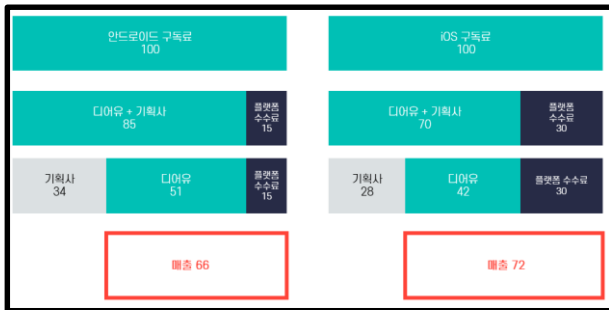 안드로이드 구독료
100
iOS 구독료
100
디어유 + 기획사
85
플랫폼
수수료
15
디어유 + 기획사
70
플랫폼
수수료
30
기획사
34
디어유
51
플랫폼
수수료
15
기획사
28
디어유
42
플랫폼 수수료
30
매출 66
매출 72